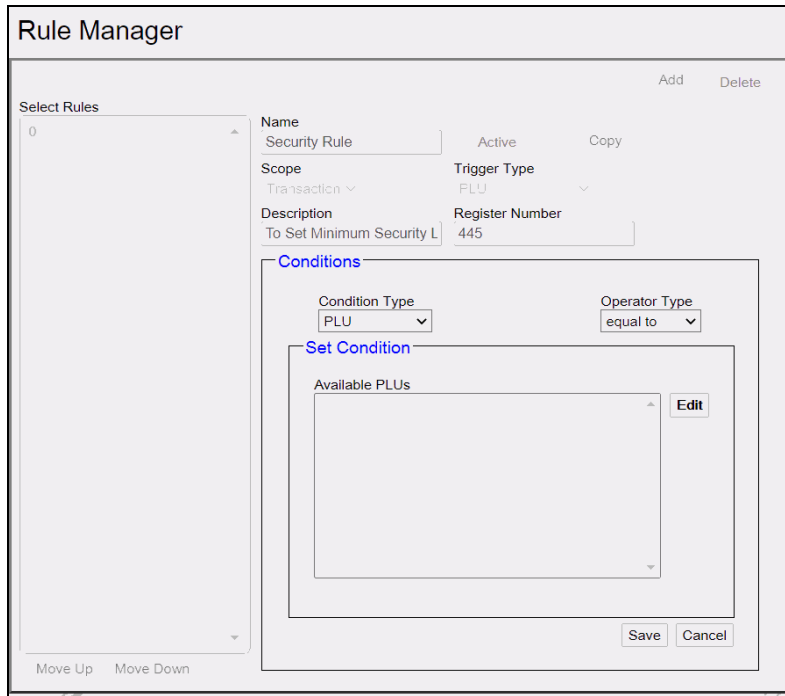 Rule Manager
Add
Delete
Select Rules
0
Name
Security Rule
Active
Copy
Scope
Trigger Type
Transaction
PLU
Description
Register Number
To Set Minimum Security L
445
Conditions
Condition Type
Operator Type
PLU
equal to
Set Condition
Available PLUs
Edit
Save
Cancel
Move Up
Move Down